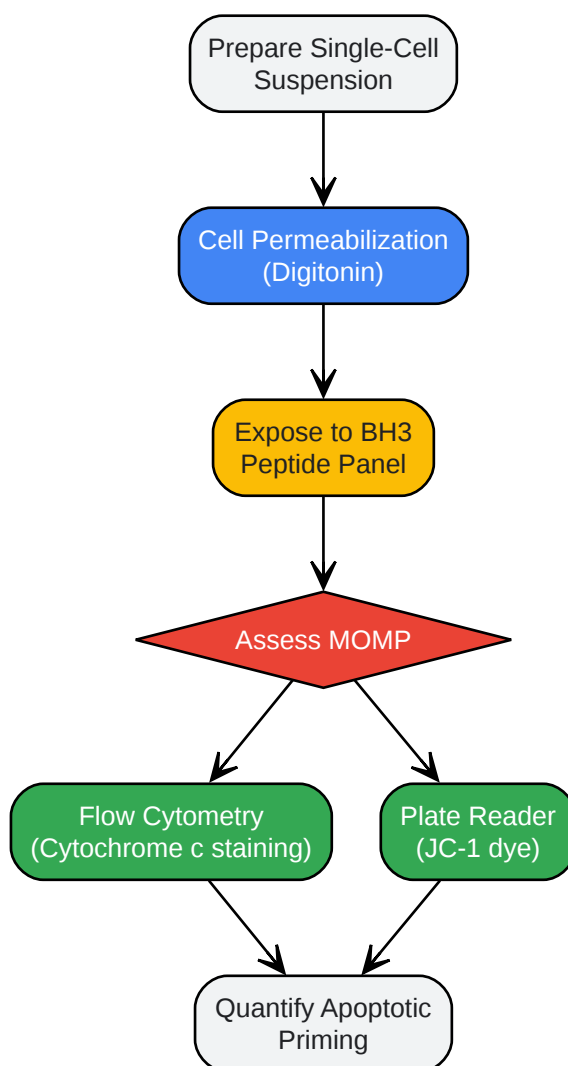 Prepare Single-Cell
Suspension
Cell Permeabilization
(Digitonin)
Expose to BH3
Peptide Panel
Assess MOMP
Flow Cytometry
(Cytochrome c staining)
Plate Reader
(JC-1 dye)
Quantify Apoptotic
Priming